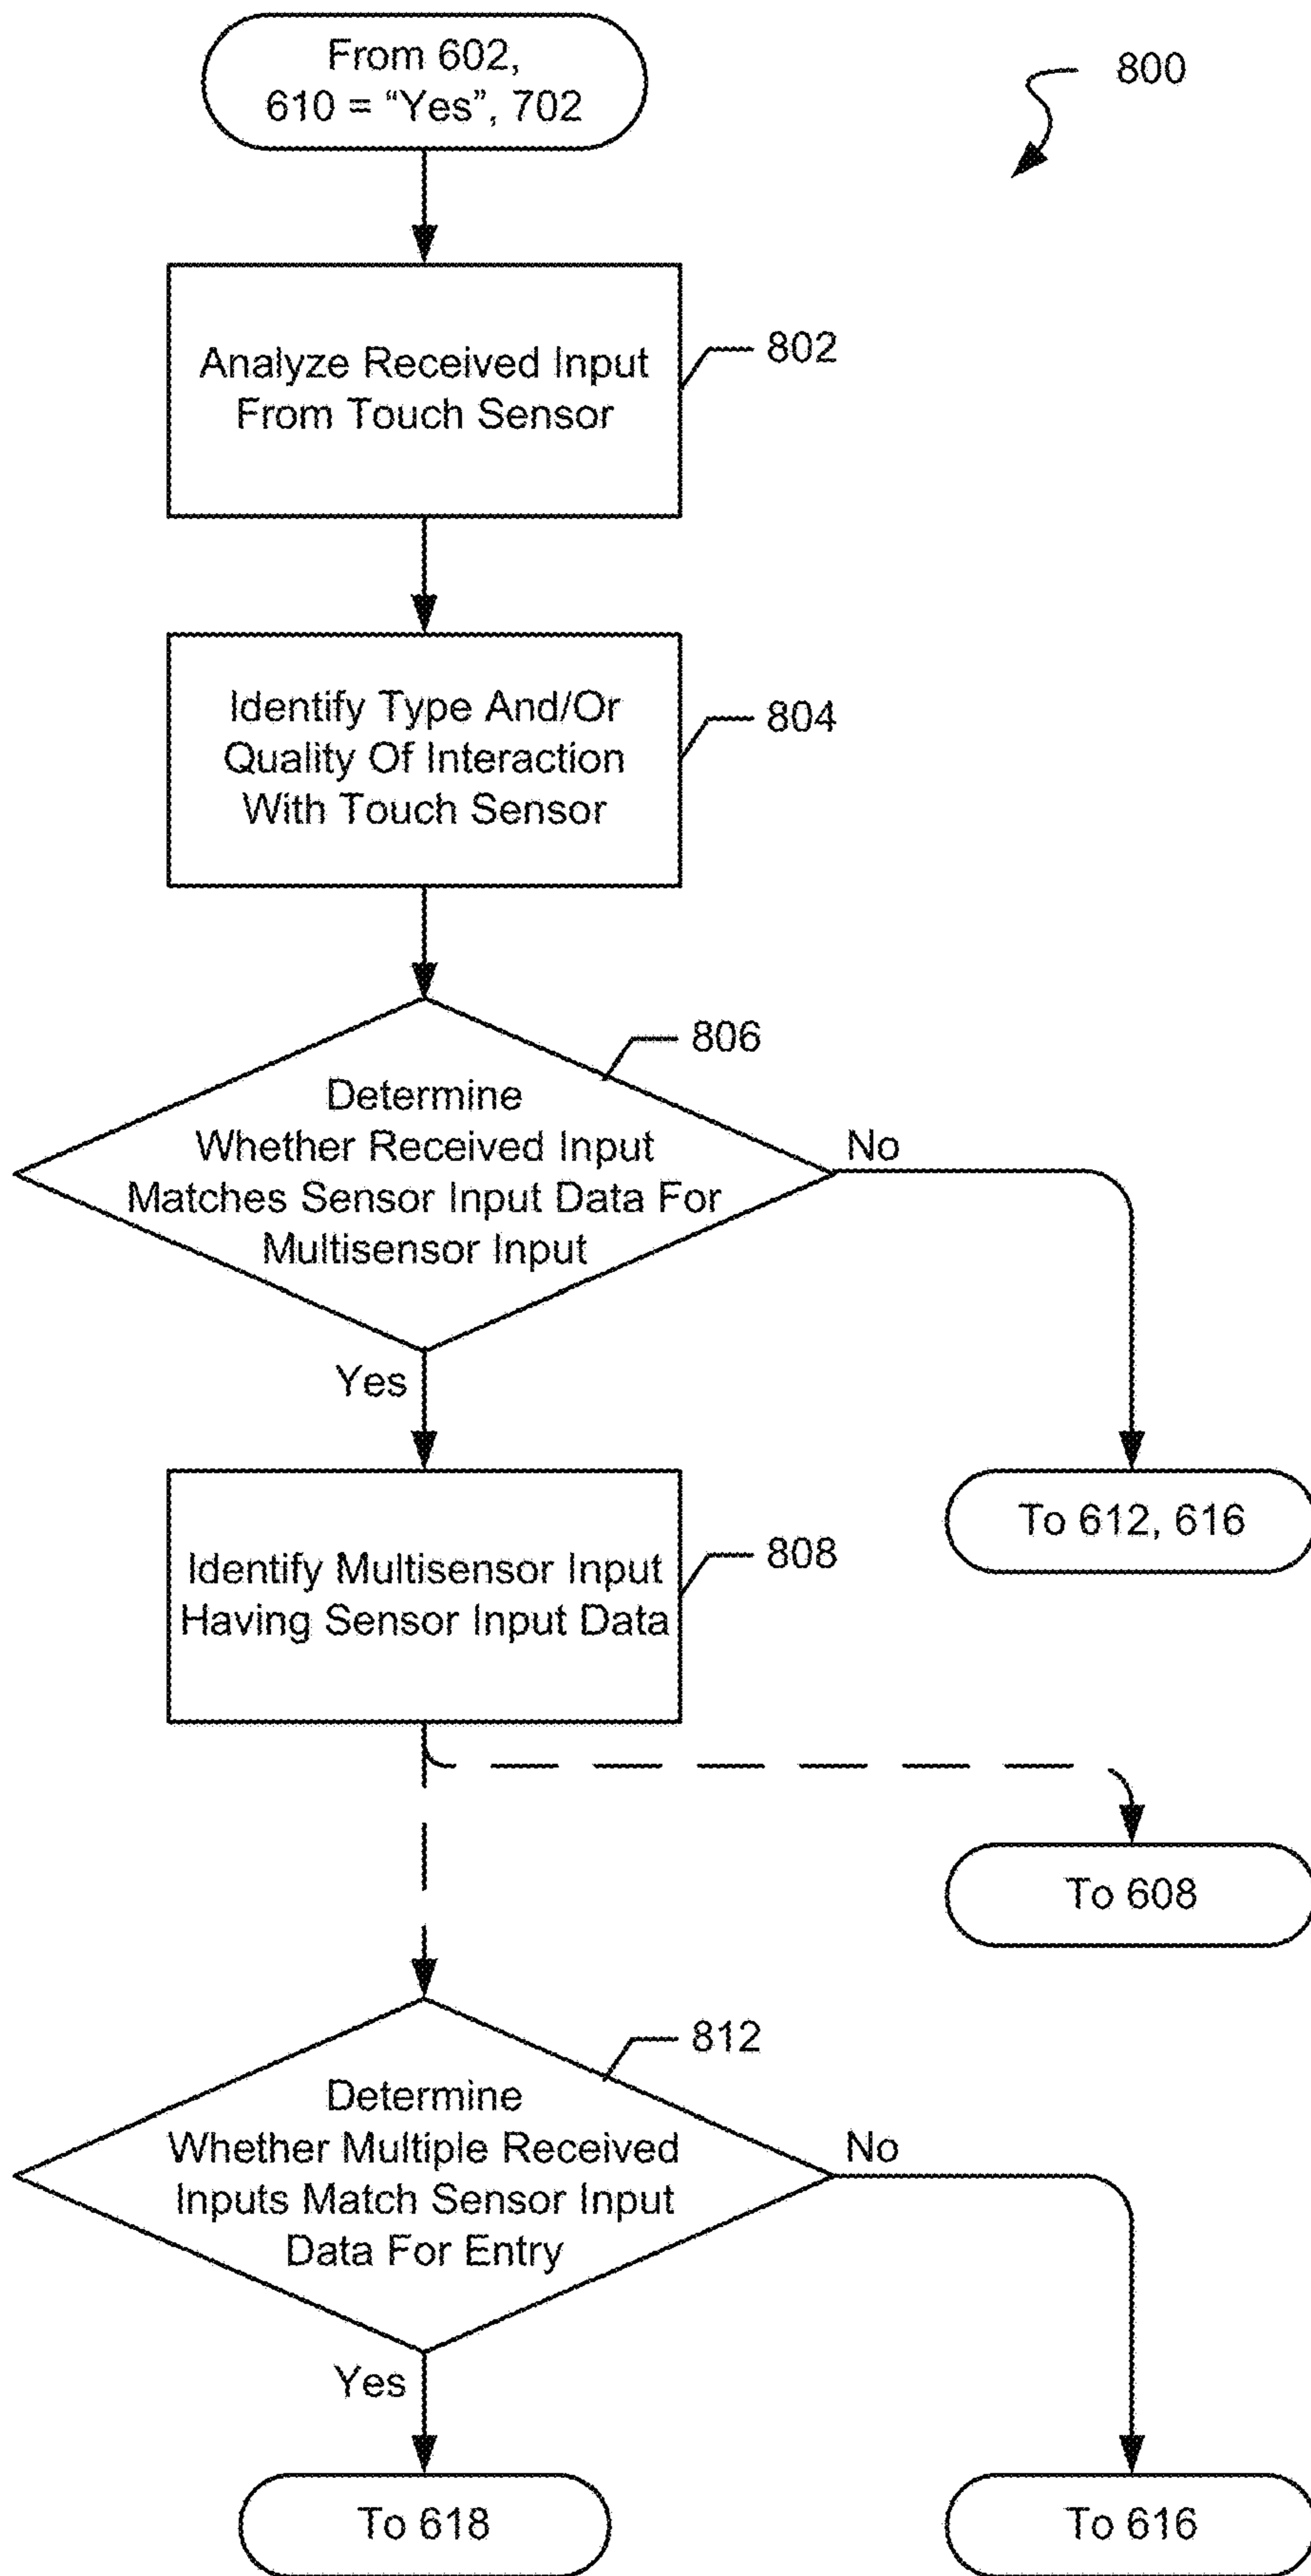 From 602,
610 = “Yes”, 702
800
Analyze Received Input
From Touch Sensor
802
Identify Type And/Or
Quality Of Interaction
With Touch Sensor
804
806
Determine
Whether Received Input
Matches Sensor Input Data For
Multisensor Input
No
Yes
To 612, 616
Identify Multisensor Input
Having Sensor Input Data
808
To 608
812
Determine
Whether Multiple Received
Inputs Match Sensor Input
Data For Entry
No
Yes
To 618
To 616